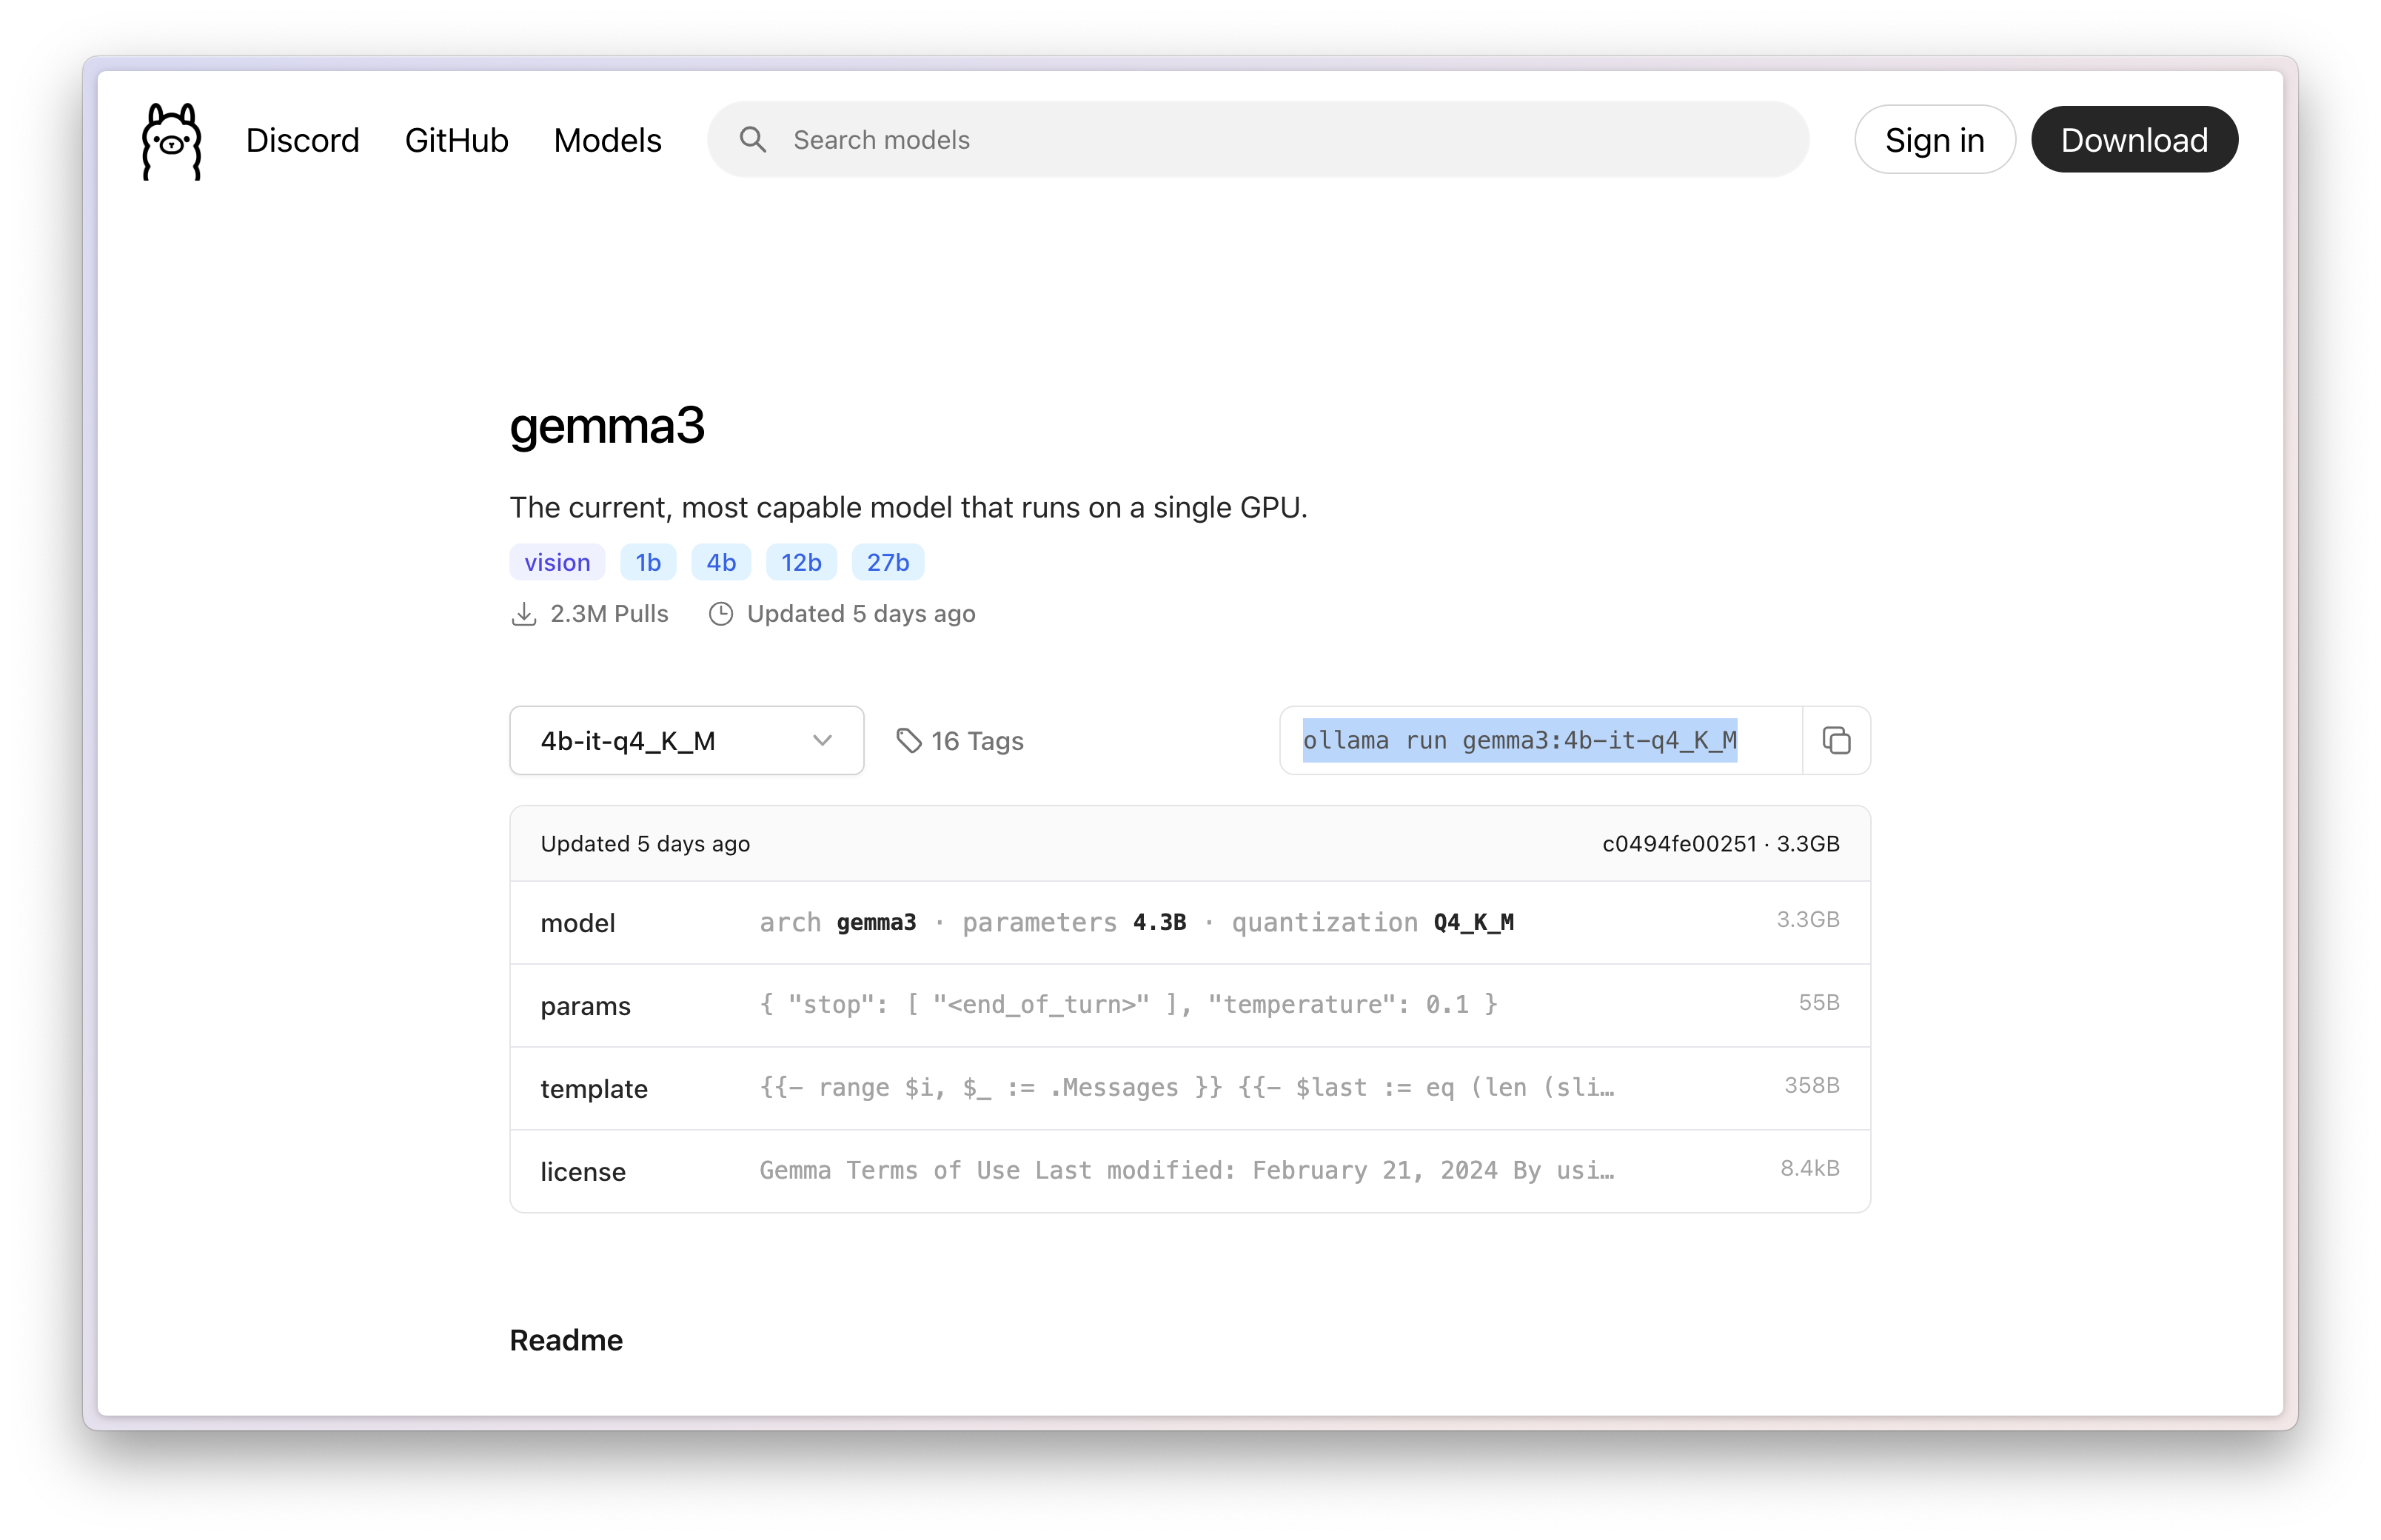 Discord GitHub Models Search models Sign in Download
gemma3
The current, most capable model that runs on a single GPU.
vision 1b 4b 12b 27b
2.3M Pulls Updated 5 days ago
4b-it-q4_K_M 16 Tags ollama run gemma3:4b-it-q4_K_M
Updated 5 days ago c0494fe00251 · 3.3GB
model arch gemma3 · parameters 4.3B · quantization Q4_K_M 3.3GB
params { "stop": [ "<end_of_turn>" ], "temperature": 0.1 } 55B
template {{- range $i, $_ := .Messages }} {{- $last := eq (len (sli… 358B
license Gemma Terms of Use Last modified: February 21, 2024 By usi… 8.4kB
Readme